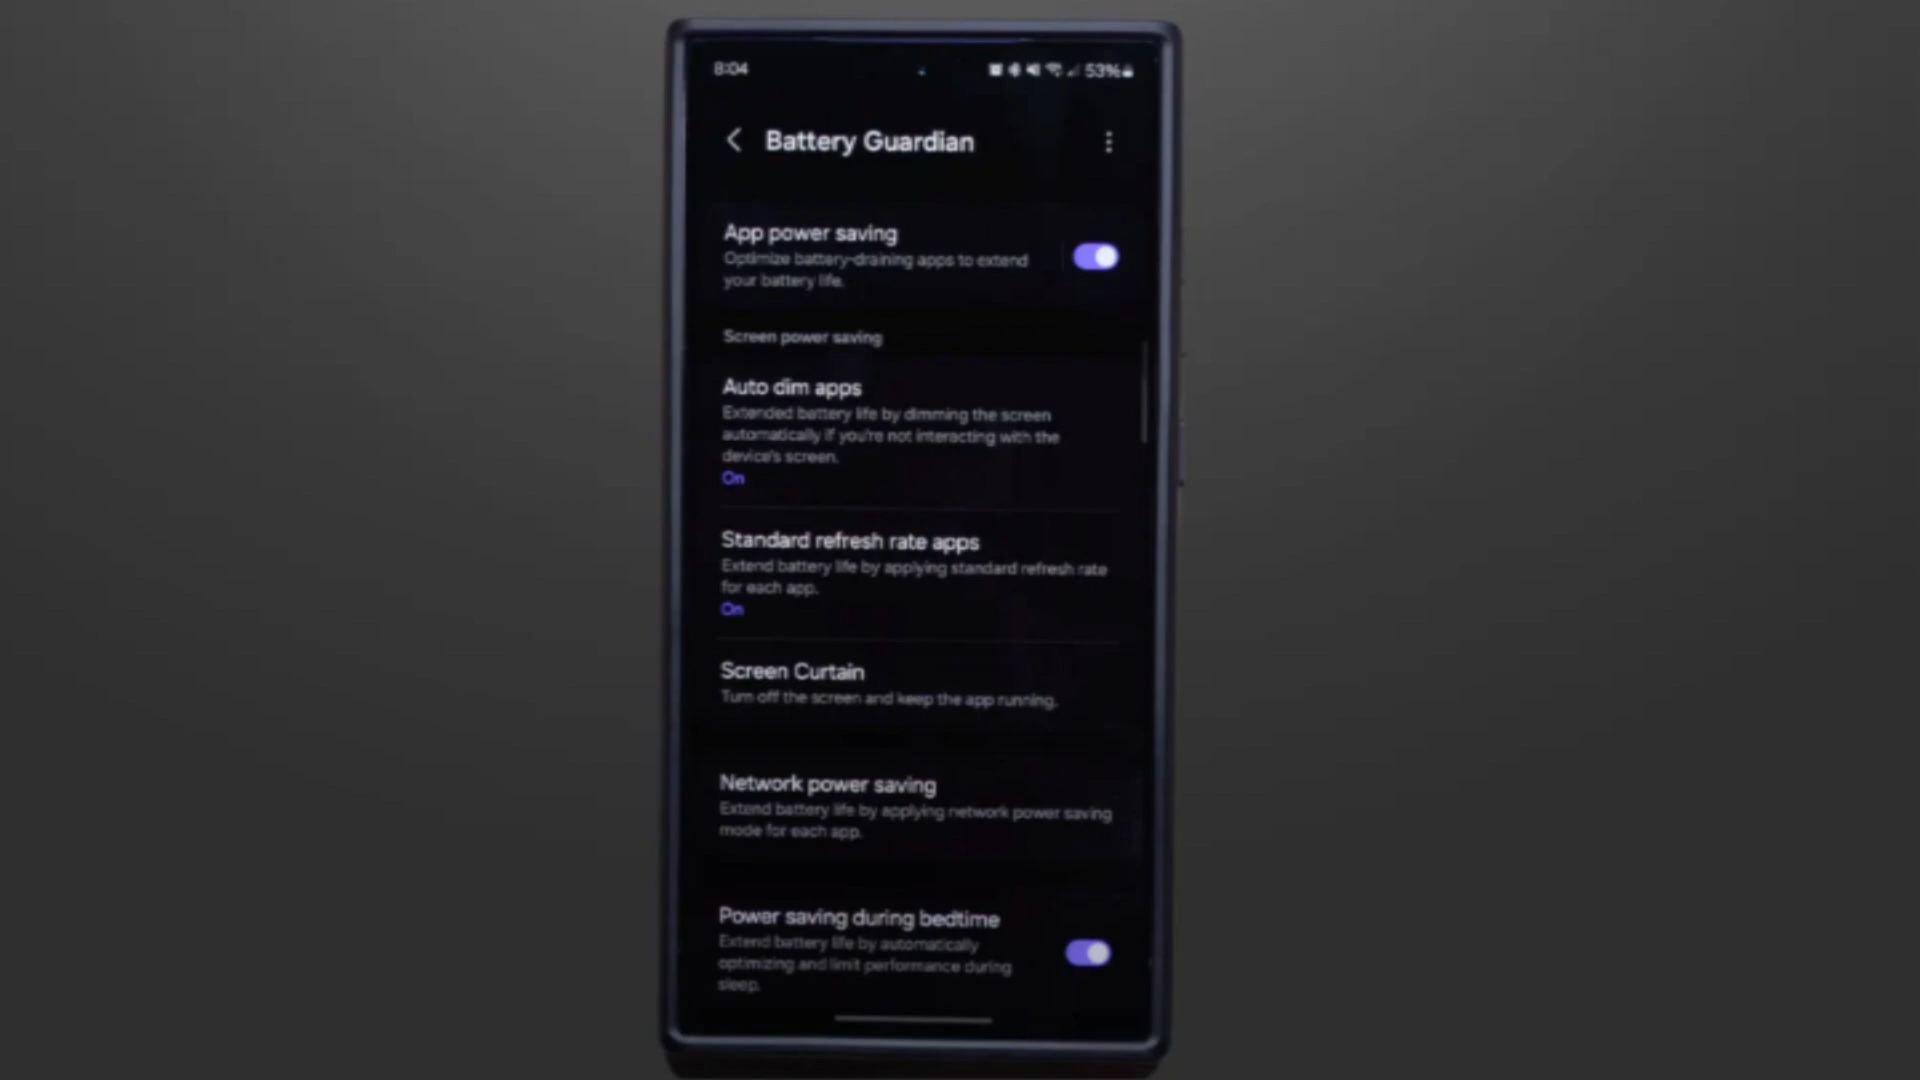 8:04
53%
Battery Guardian
App power saving
Optimize battery-draining apps to extend
your battery life.
Screen power saving
Auto dim apps
Extended battery life by dimming the screen
automatically if you're not interacting with the
device's screen.
On
Standard refresh rate apps
Extend battery life by applying standard refresh rate
for each app.
On
Screen Curtain
Turn off the screen and keep the app running.
Network power saving
Extend battery life by applying network power saving
mode for each app.
Power saving during bedtime
Extend battery life by automatically
optimizing and limit performance during
sleep.